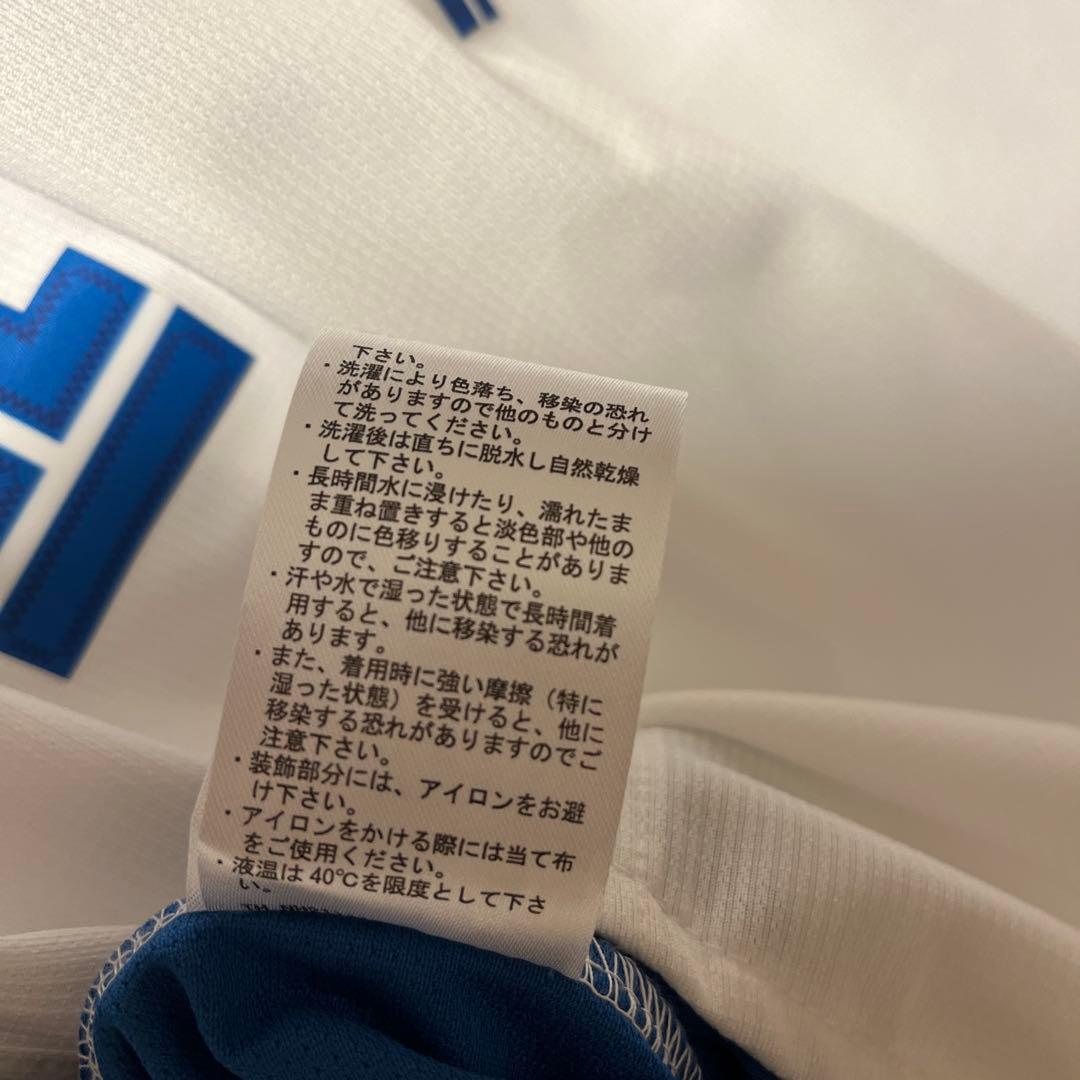 下さい。
・洗濯により色落ち、移染の恐れ
がありますので他のものと分け
て洗ってください。
・洗濯後は直ちに脱水し自然乾燥
して下さい。
・長時間水に浸けたり、濡れたま
ま重ね置きすると淡色部や他の
ものに色移りすることがありま
すので、ご注意下さい。
・汗や水で湿った状態で長時間着
用すると、他に移染する恐れが
あります。
・また、着用時に強い摩擦（特に
湿った状態）を受けると、他に
移染する恐れがありますのでご
注意下さい。
・装飾部分には、アイロンをお避
け下さい。
・アイロンをかける際には当て布
をご使用ください。
・液温は40℃を限度として下さ
い。